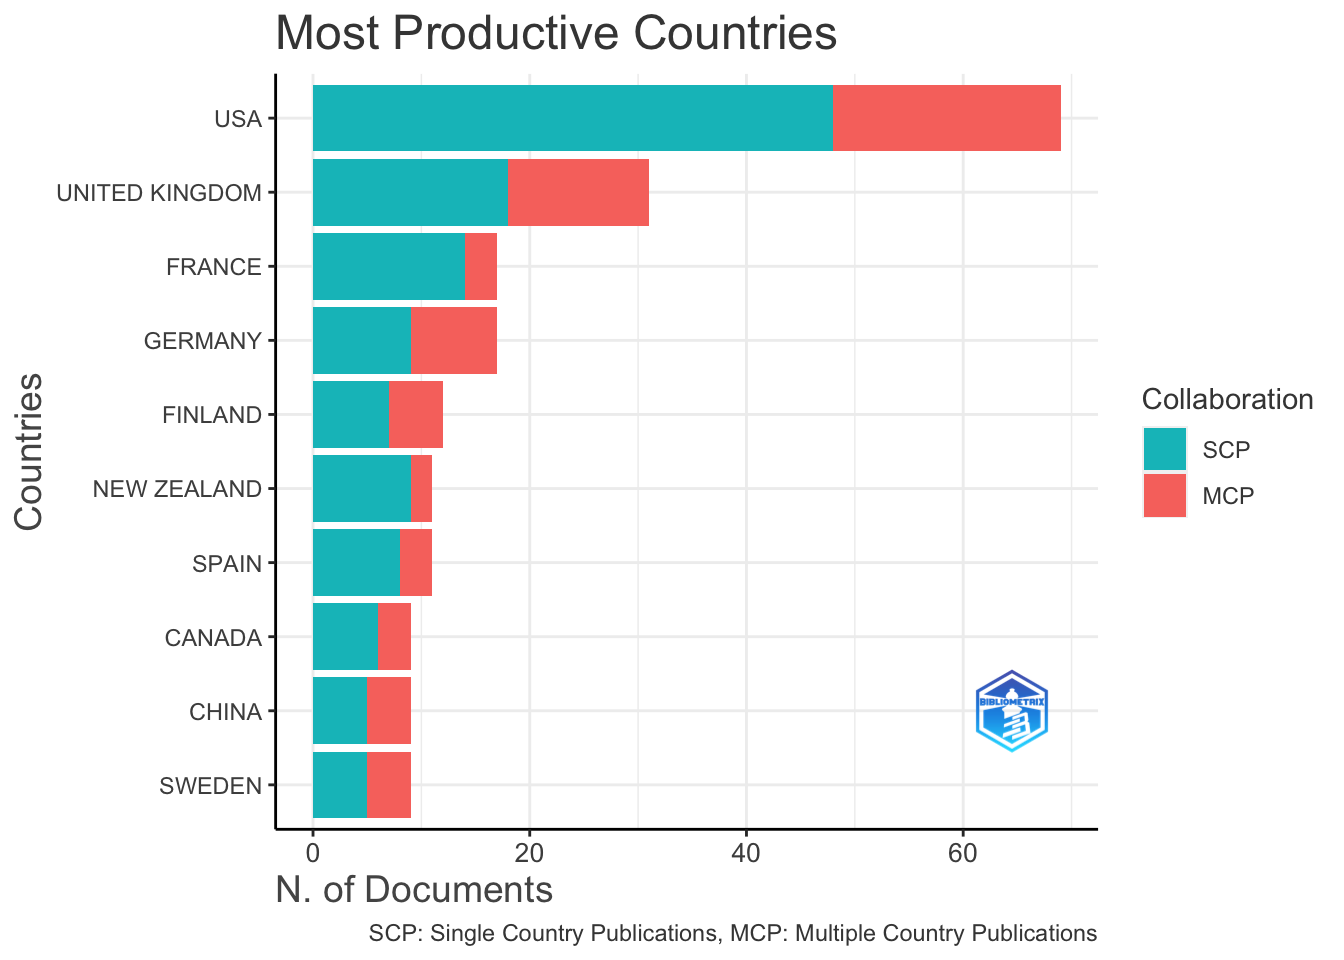 Most Productive Countries
USA
UNITED KINGDOM
FRANCE
GERMANY
FINLAND
NEW ZEALAND
SPAIN
CANADA
CHINA
SWEDEN
Countries
0 20 40 60
N. of Documents
SCP: Single Country Publications, MCP: Multiple Country Publications
Collaboration
SCP
MCP
BIBLIOMETRIX